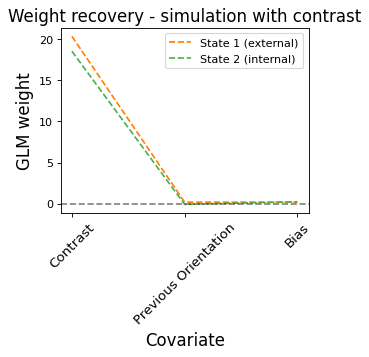 Weight recovery - simulation with contrast
State 1 (external)
State 2 (internal)
GLM weight
20
15
10
5
0
Contrast
Previous Orientation
Bias
Covariate